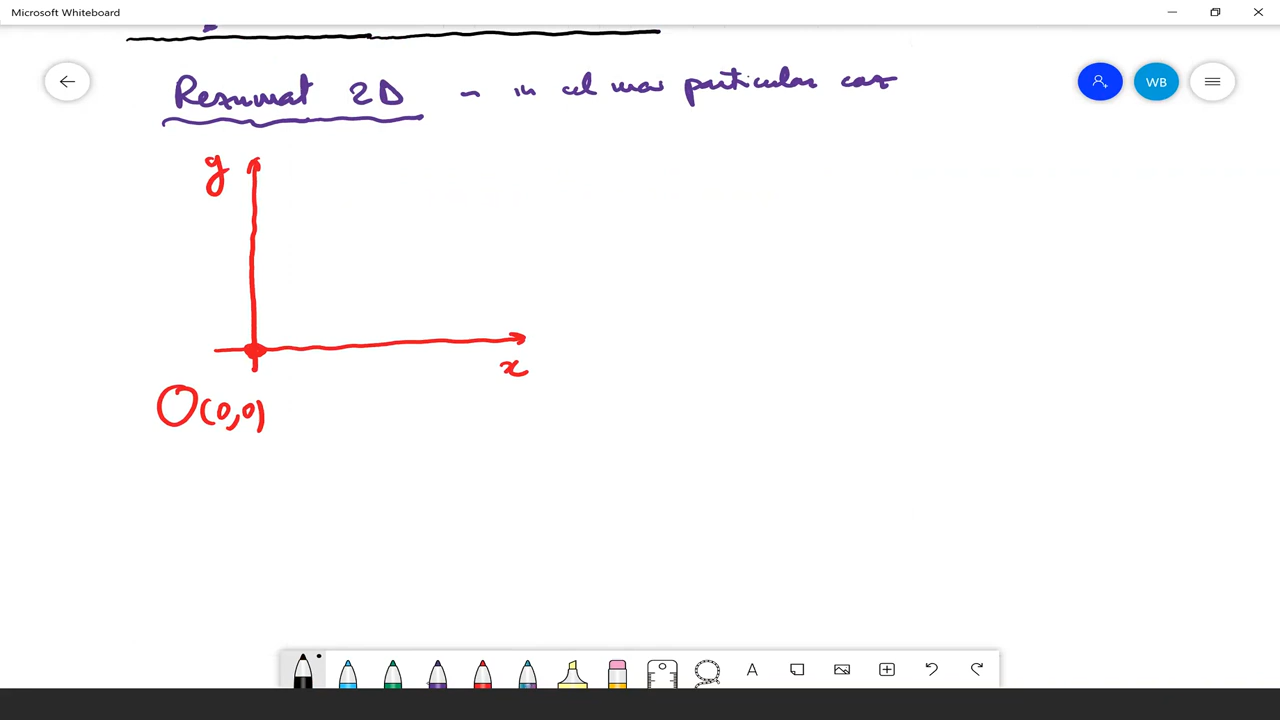 Microsoft Whiteboard
WB
Rezumat 2D - in cel mai particular caz
y
x
O(0,0)
A